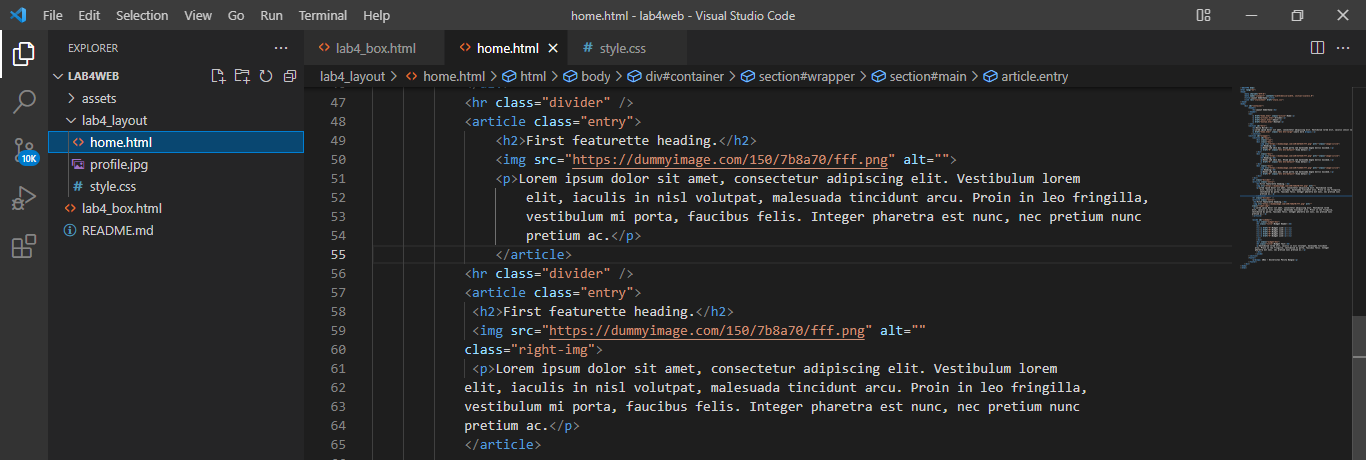 File Edit Selection View Go Run Terminal Help home.html - lab4web - Visual Studio Code
EXPLORER
LAB4WEB
assets
lab4_layout
home.html
profile.jpg
style.css
lab4_box.html
README.md
10K
lab4_box.html home.html style.css
lab4_layout > home.html > html > body > div#container > section#wrapper > section#main > article.entry
47 <hr class="divider" />
48 <article class="entry">
49 <h2>First featurette heading.</h2>
50 <img src="https://dummyimage.com/150/7b8a70/fff.png" alt="">
51 <p>Lorem ipsum dolor sit amet, consectetur adipiscing elit. Vestibulum lorem
52 elit, iaculis in nisl volutpat, malesuada tincidunt arcu. Proin in leo fringilla,
53 vestibulum mi porta, faucibus felis. Integer pharetra est nunc, nec pretium nunc
54 pretium ac.</p>
55 </article>
56 <hr class="divider" />
57 <article class="entry">
58 <h2>First featurette heading.</h2>
59 <img src="https://dummyimage.com/150/7b8a70/fff.png" alt=""
60 class="right-img">
61 <p>Lorem ipsum dolor sit amet, consectetur adipiscing elit. Vestibulum lorem
62 elit, iaculis in nisl volutpat, malesuada tincidunt arcu. Proin in leo fringilla,
63 vestibulum mi porta, faucibus felis. Integer pharetra est nunc, nec pretium nunc
64 pretium ac.</p>
65 </article>